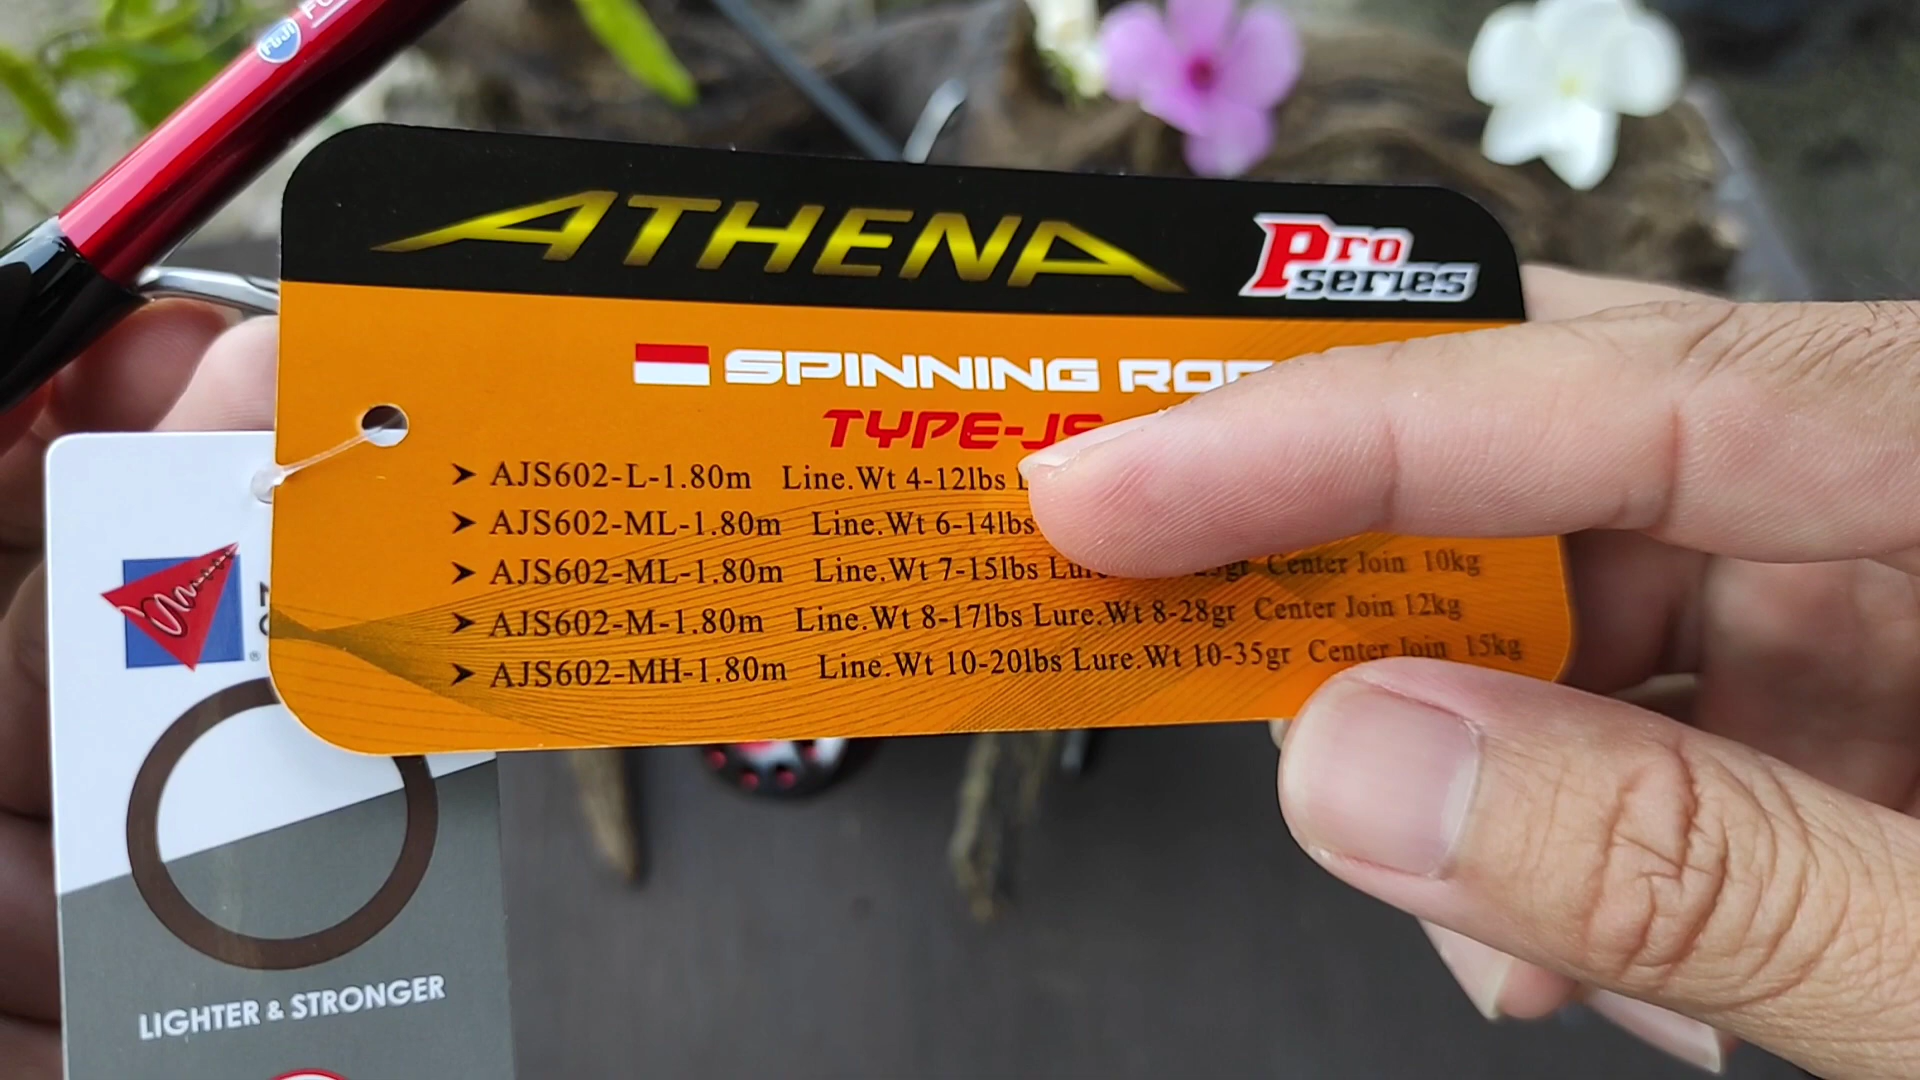 FUJI
ATHENA
Pro
series
SPINNING
TYPE-JS
➤ AJS602-L-1.80m Line.Wt 4-12lbs
➤ AJS602-ML-1.80m Line.Wt 6-14lbs
➤ AJS602-ML-1.80m Line.Wt 7-15lbs Center Join 10kg
➤ AJS602-M-1.80m Line.Wt 8-17lbs Lure.Wt 8-28gr Center Join 12kg
➤ AJS602-MH-1.80m Line.Wt 10-20lbs Lure.Wt 10-35gr Center Join 15kg
®
LIGHTER & STRONGER